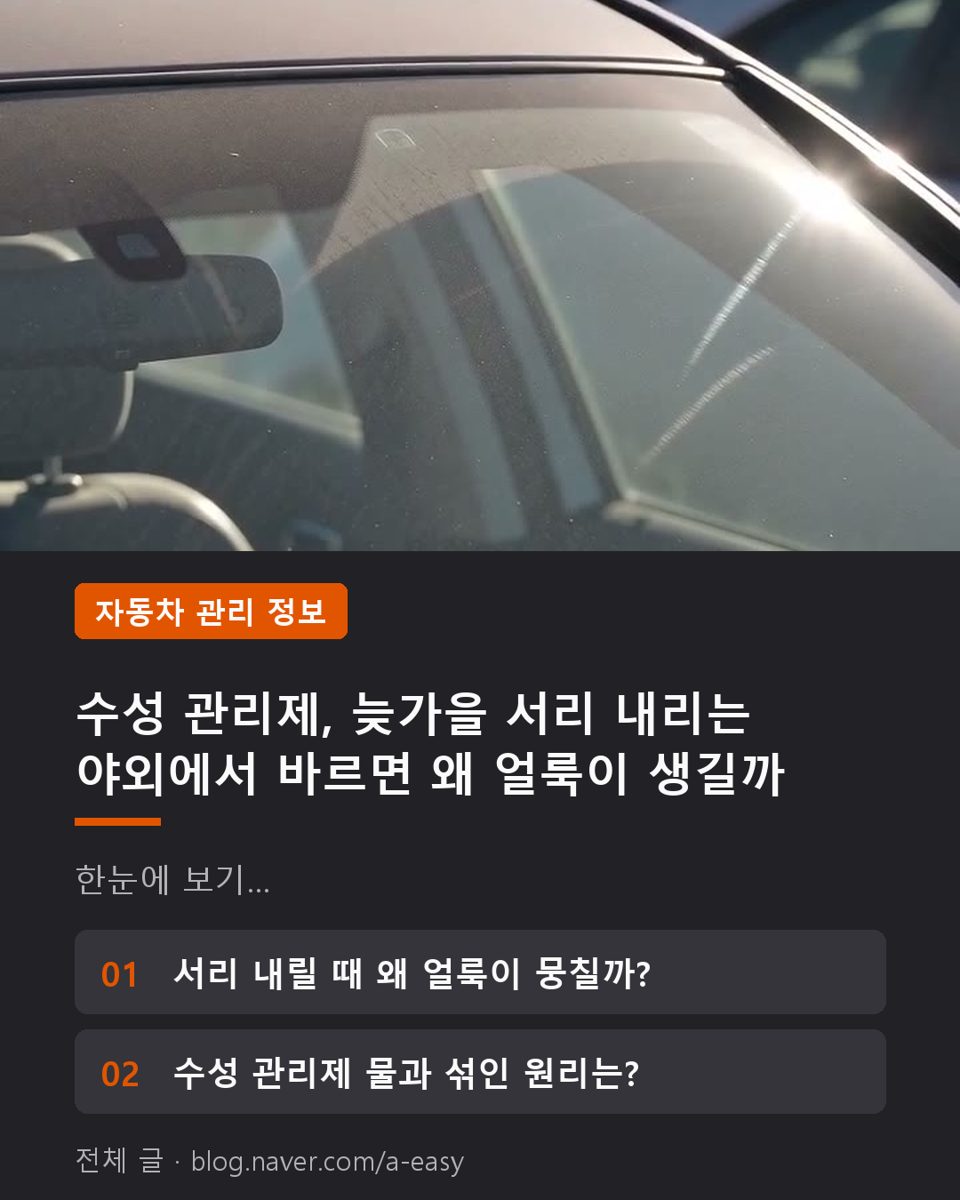 자동차 관리 정보
수성 관리제, 늦가을 서리 내리는
야외에서 바르면 왜 얼룩이 생길까
한눈에 보기...
01 서리 내릴 때 왜 얼룩이 뭉칠까?
02 수성 관리제 물과 섞인 원리는?
전체 글 · blog.naver.com/a-easy